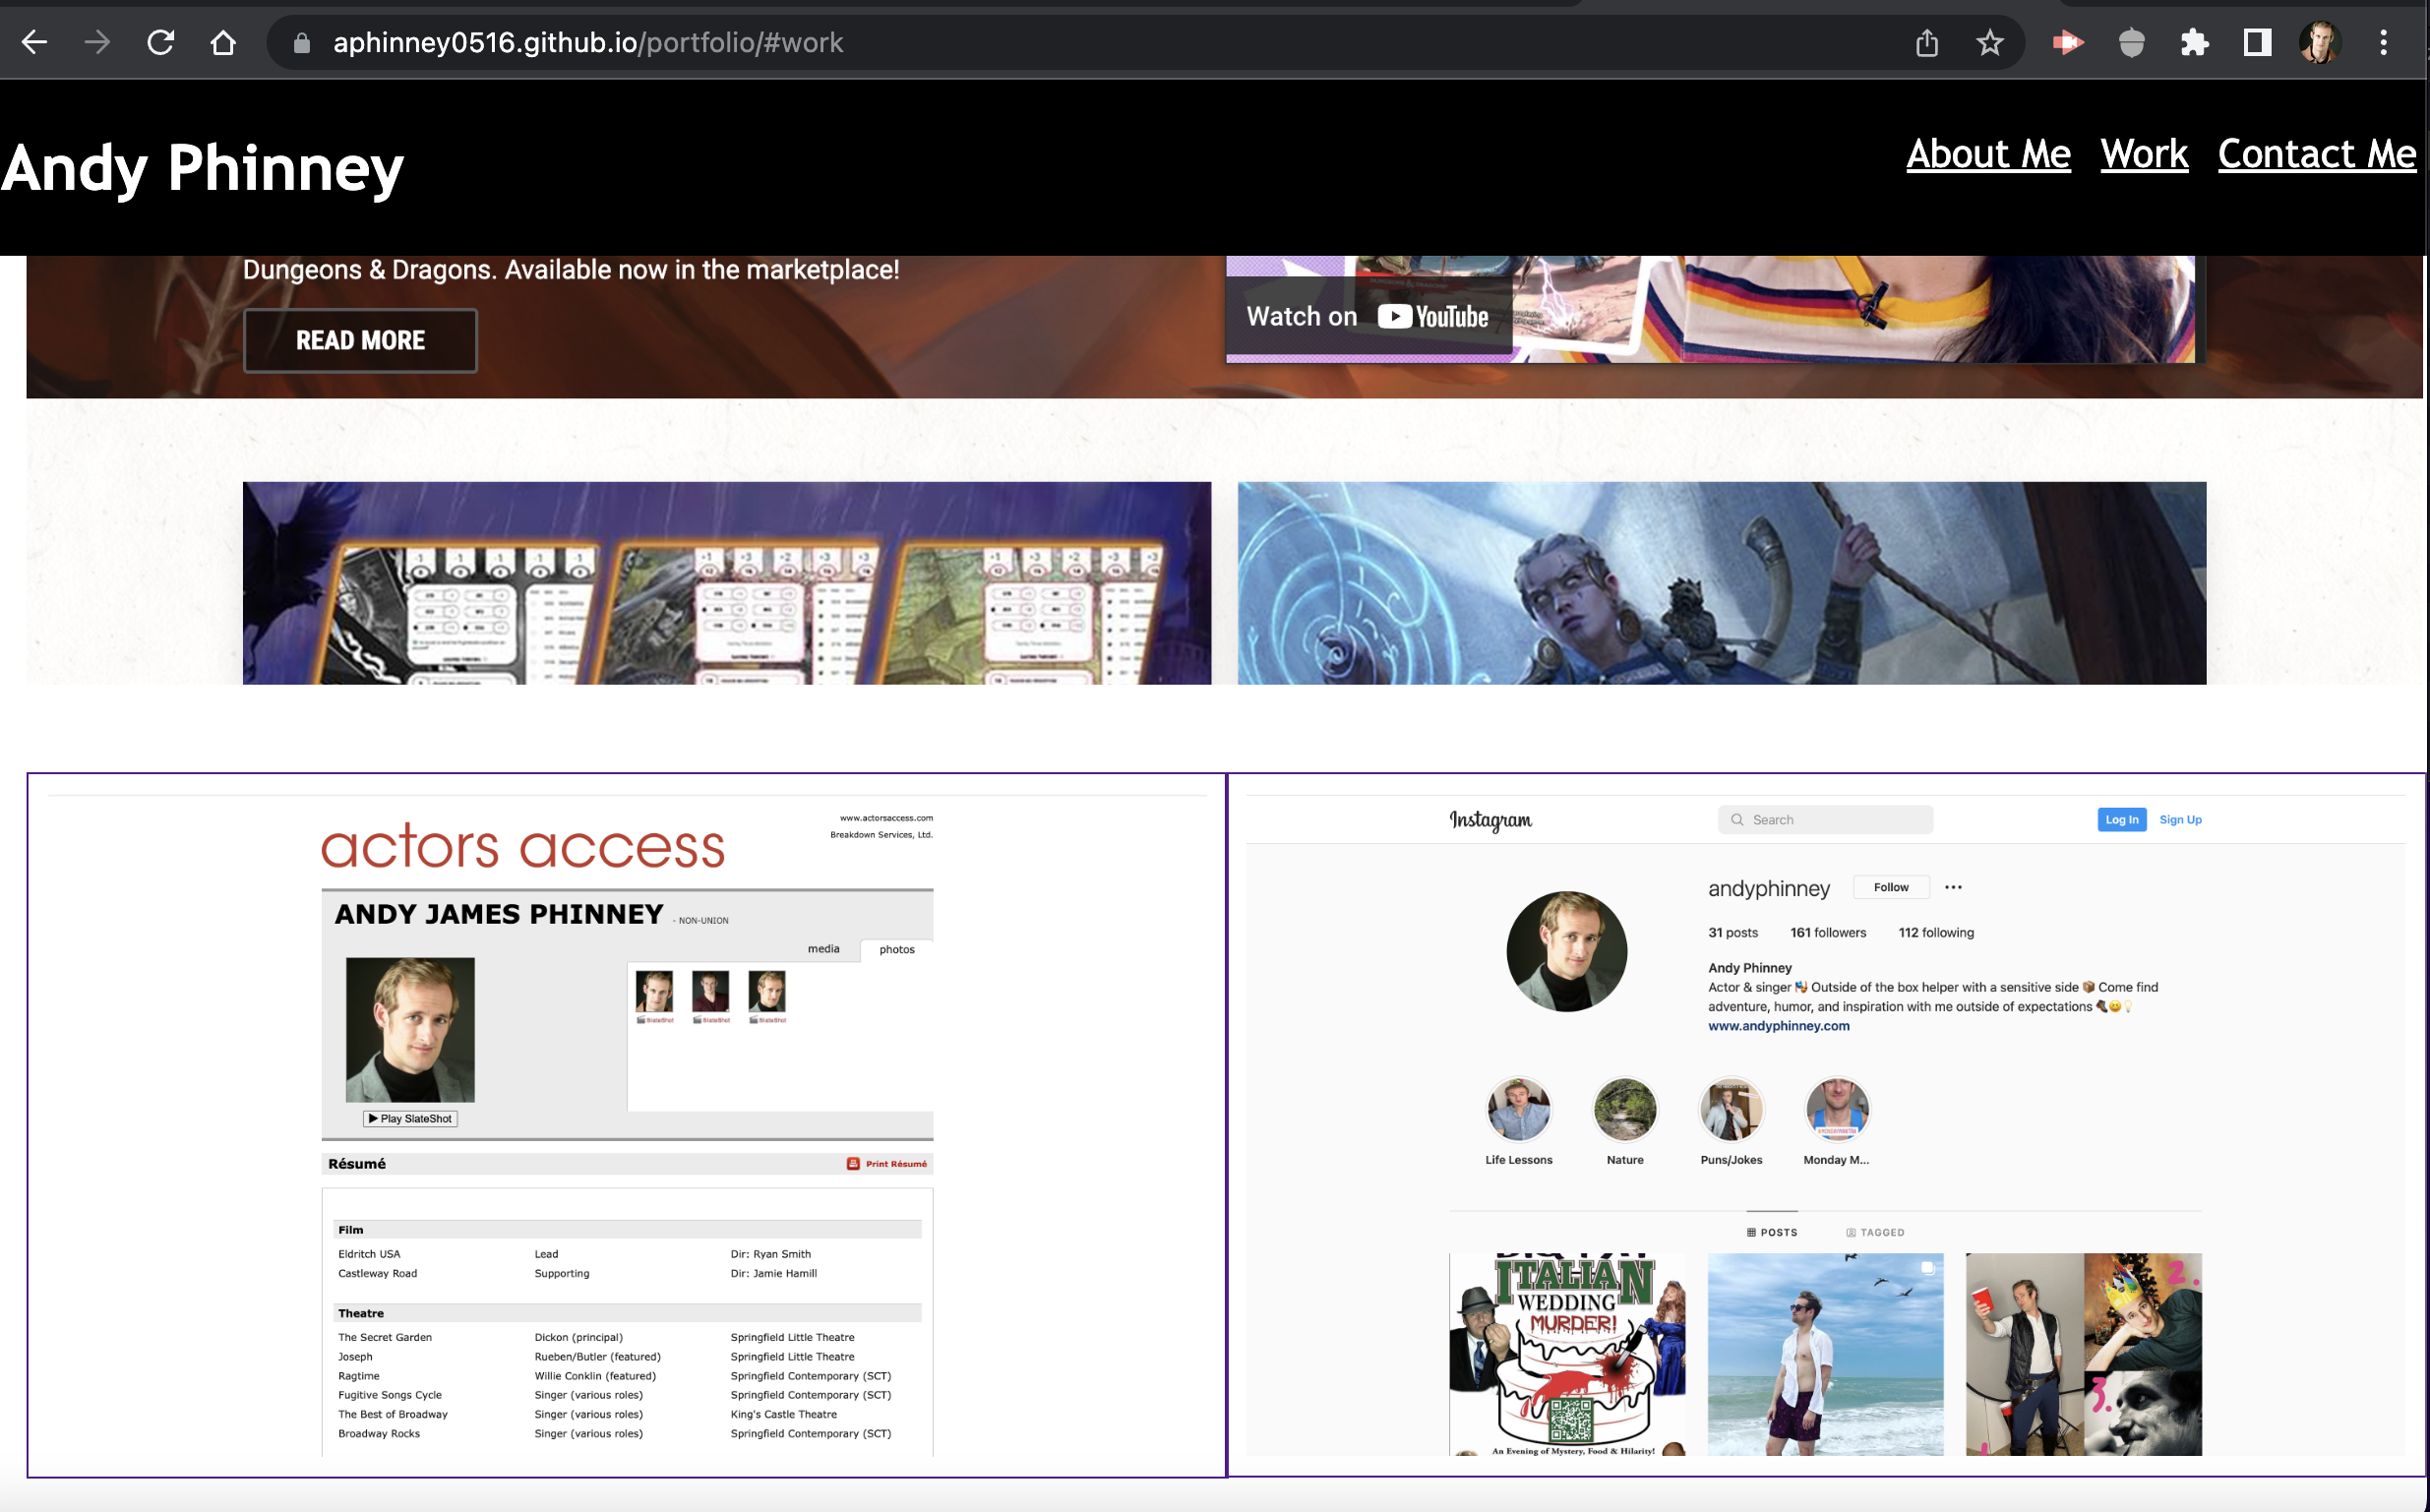 aphinney0516.github.io/portfolio/#work
Andy Phinney
About Me Work Contact Me
Dungeons & Dragons. Available now in the marketplace!
READ MORE
Watch on YouTube
actors access
www.actorsaccess.com
Breakdown Services, Ltd.
ANDY JAMES PHINNEY - NON-UNION
media photos
SlateShot SlateShot SlateShot
▶ Play SlateShot
Résumé Print Résumé
Film
Eldritch USA Lead Dir: Ryan Smith
Castleway Road Supporting Dir: Jamie Hamill
Theatre
The Secret Garden Dickon (principal) Springfield Little Theatre
Joseph Rueben/Butler (featured) Springfield Little Theatre
Ragtime Willie Conklin (featured) Springfield Contemporary (SCT)
Fugitive Songs Cycle Singer (various roles) Springfield Contemporary (SCT)
The Best of Broadway Singer (various roles) King's Castle Theatre
Broadway Rocks Singer (various roles) Springfield Contemporary (SCT)
Instagram Search Log In Sign Up
andyphinney Follow •••
31 posts 161 followers 112 following
Andy Phinney
Actor & singer 🎭 Outside of the box helper with a sensitive side 📦 Come find
adventure, humor, and inspiration with me outside of expectations 🥾😄💡
www.andyphinney.com
Life Lessons Nature Puns/Jokes Monday M...
POSTS TAGGED
ITALIAN
WEDDING
MURDER!
An Evening of Mystery, Food & Hilarity!
2.
3.